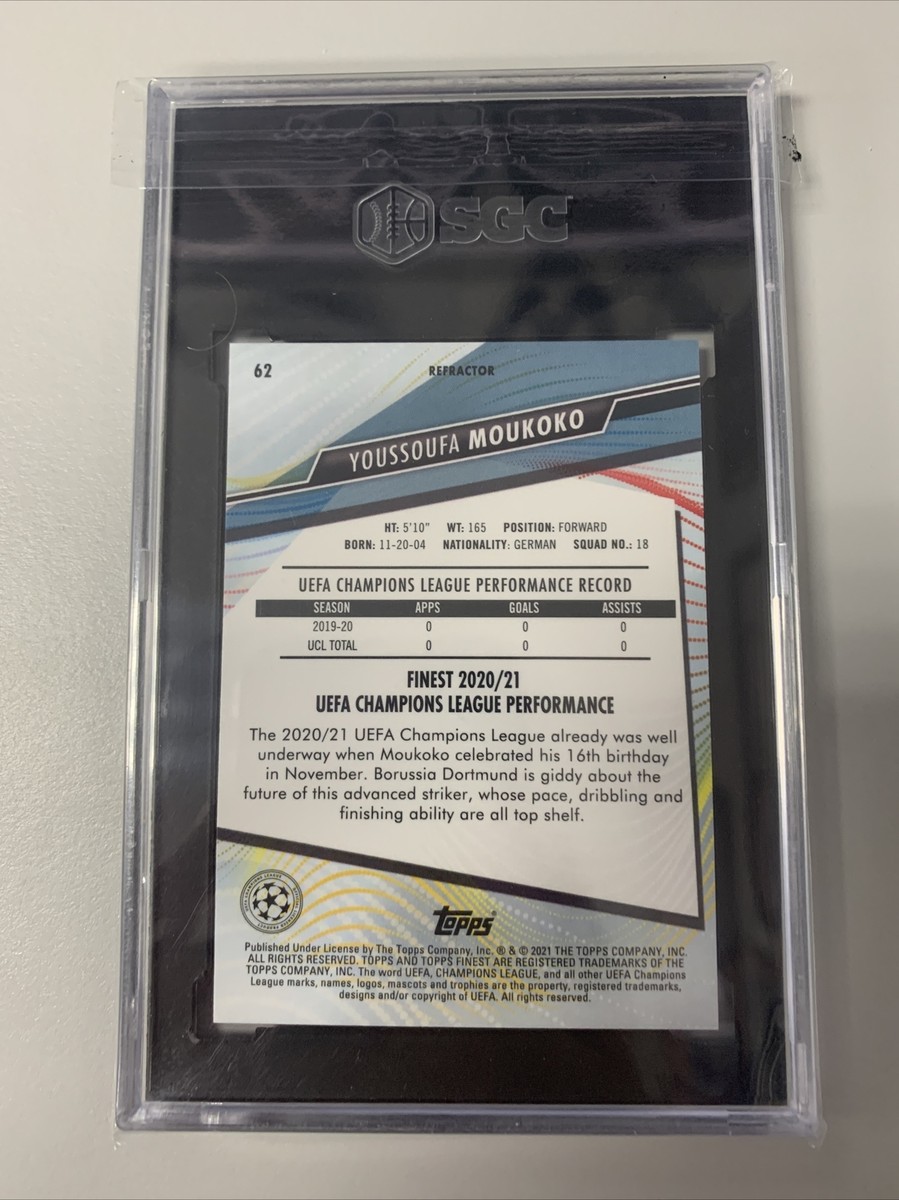 SGC
62
REFRACTOR
YOUSSOUFA MOUKOKO
HT: 5'10" WT: 165 POSITION: FORWARD
BORN: 11-20-04 NATIONALITY: GERMAN SQUAD NO.: 18
UEFA CHAMPIONS LEAGUE PERFORMANCE RECORD
SEASON APPS GOALS ASSISTS
2019-20 0 0 0
UCL TOTAL 0 0 0
FINEST 2020/21
UEFA CHAMPIONS LEAGUE PERFORMANCE
The 2020/21 UEFA Champions League already was well
underway when Moukoko celebrated his 16th birthday
in November. Borussia Dortmund is giddy about the
future of this advanced striker, whose pace, dribbling and
finishing ability are all top shelf.
topps
Published Under License by The Topps Company, Inc. ® & © 2021 THE TOPPS COMPANY, INC.
ALL RIGHTS RESERVED. TOPPS AND TOPPS FINEST ARE REGISTERED TRADEMARKS OF THE
TOPPS COMPANY, INC. The word UEFA, CHAMPIONS LEAGUE, and all other UEFA Champions
League marks, names, logos, mascots and trophies are the property, registered trademarks,
designs and/or copyright of UEFA. All rights reserved.